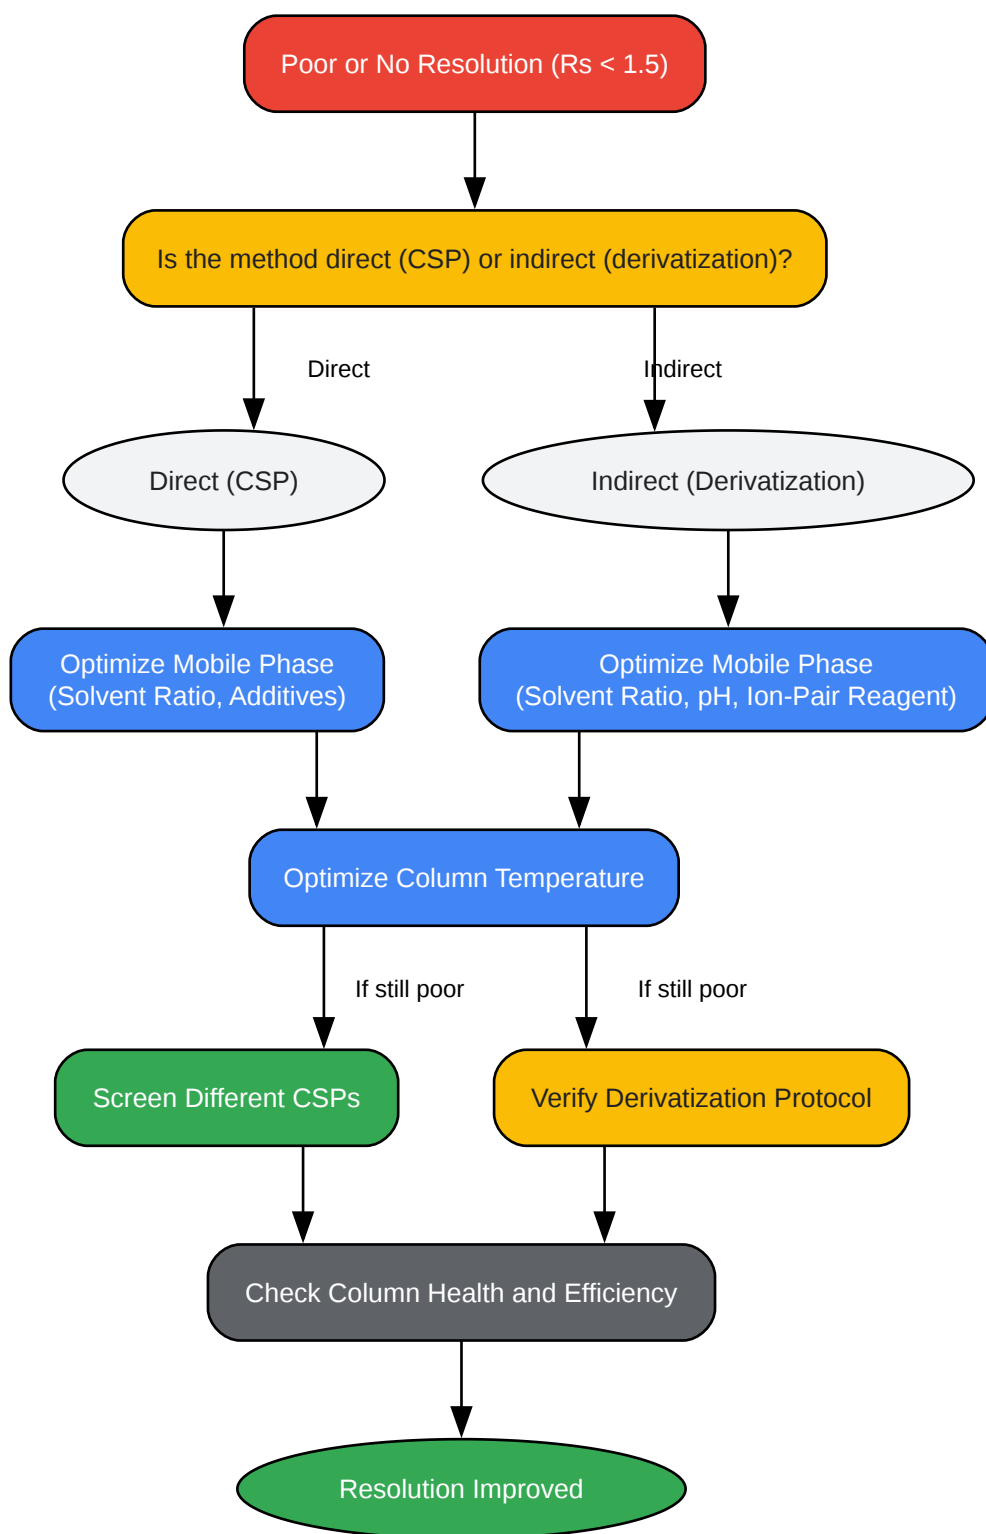 Poor or No Resolution (Rs < 1.5)
Is the method direct (CSP) or indirect (derivatization)?
Direct
Indirect
Direct (CSP)
Indirect (Derivatization)
Optimize Mobile Phase
(Solvent Ratio, Additives)
Optimize Mobile Phase
(Solvent Ratio, pH, Ion-Pair Reagent)
Optimize Column Temperature
If still poor
If still poor
Screen Different CSPs
Verify Derivatization Protocol
Check Column Health and Efficiency
Resolution Improved